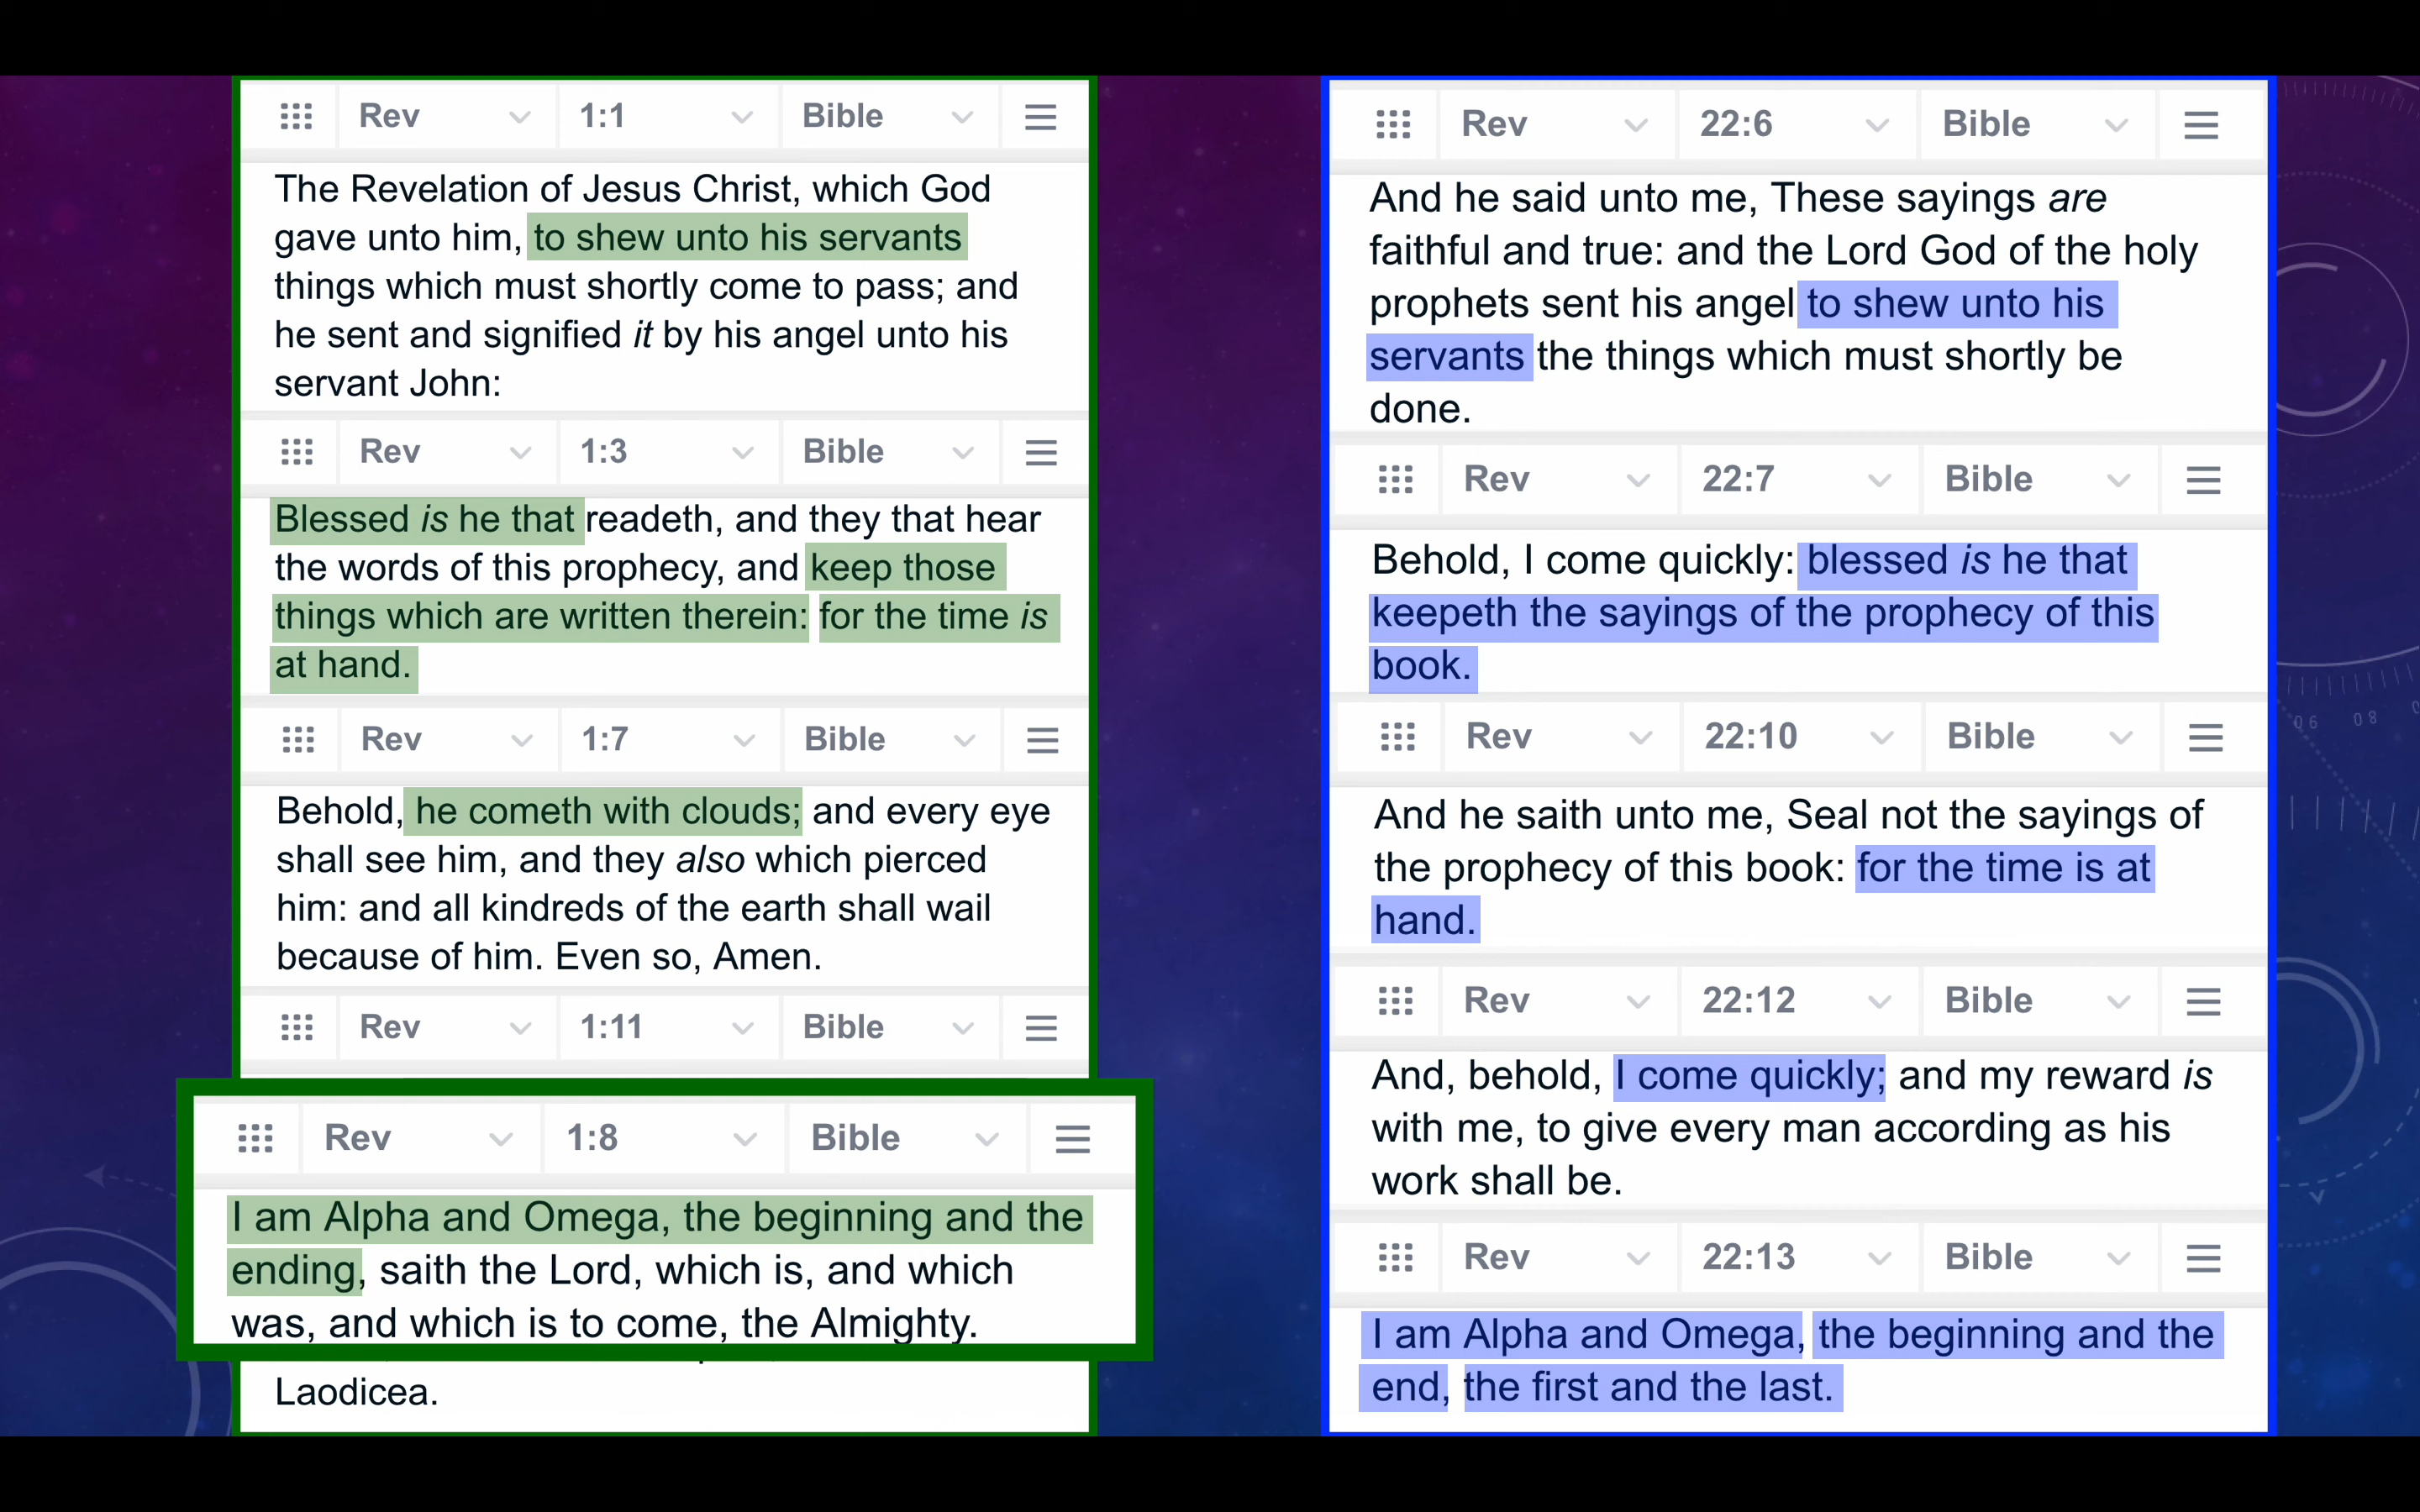 Rev 1:1 Bible
The Revelation of Jesus Christ, which God
gave unto him, to shew unto his servants
things which must shortly come to pass; and
he sent and signified it by his angel unto his
servant John:
Rev 1:3 Bible
Blessed is he that readeth, and they that hear
the words of this prophecy, and keep those
things which are written therein: for the time is
at hand.
Rev 1:7 Bible
Behold, he cometh with clouds; and every eye
shall see him, and they also which pierced
him: and all kindreds of the earth shall wail
because of him. Even so, Amen.
Rev 1:11 Bible
Rev 1:8 Bible
I am Alpha and Omega, the beginning and the
ending, saith the Lord, which is, and which
was, and which is to come, the Almighty.
Laodicea.
Rev 22:6 Bible
And he said unto me, These sayings are
faithful and true: and the Lord God of the holy
prophets sent his angel to shew unto his
servants the things which must shortly be
done.
Rev 22:7 Bible
Behold, I come quickly: blessed is he that
keepeth the sayings of the prophecy of this
book.
Rev 22:10 Bible
And he saith unto me, Seal not the sayings of
the prophecy of this book: for the time is at
hand.
Rev 22:12 Bible
And, behold, I come quickly; and my reward is
with me, to give every man according as his
work shall be.
Rev 22:13 Bible
I am Alpha and Omega, the beginning and the
end, the first and the last.